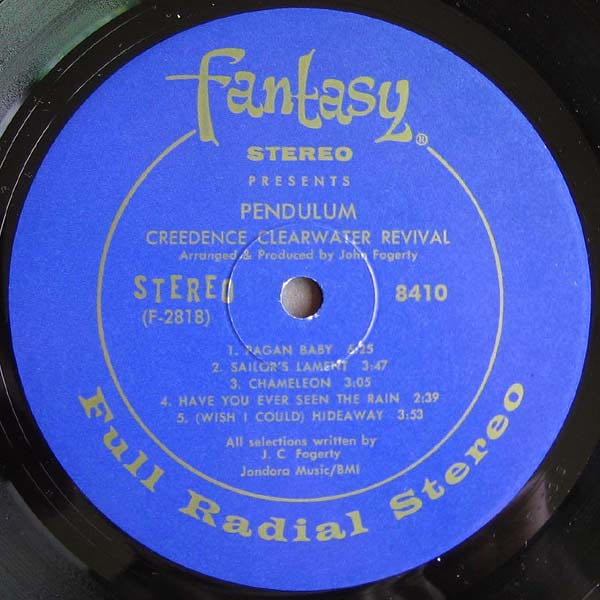 fantasy®
STEREO
PRESENTS
PENDULUM
CREEDENCE CLEARWATER REVIVAL
Arranged & Produced by John Fogerty
STEREO 8410
(F-2818)
1. PAGAN BABY 6:25
2. SAILOR'S LAMENT 3:47
3. CHAMELEON 3:05
4. HAVE YOU EVER SEEN THE RAIN 2:39
5. (WISH I COULD) HIDEAWAY 3:53
All selections written by
J. C. Fogerty
Jondora Music/BMI
Full Radial Stereo